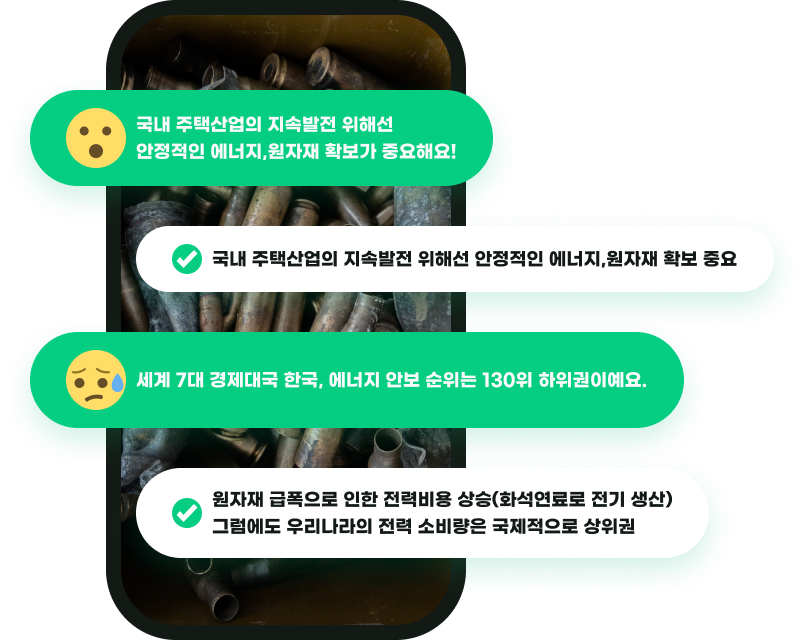 국내 주택산업의 지속발전 위해선
안정적인 에너지,원자재 확보가 중요해요!
국내 주택산업의 지속발전 위해선 안정적인 에너지,원자재 확보 중요
세계 7대 경제대국 한국, 에너지 안보 순위는 130위 하위권이예요.
원자재 급폭으로 인한 전력비용 상승(화석연료로 전기 생산)
그럼에도 우리나라의 전력 소비량은 국제적으로 상위권